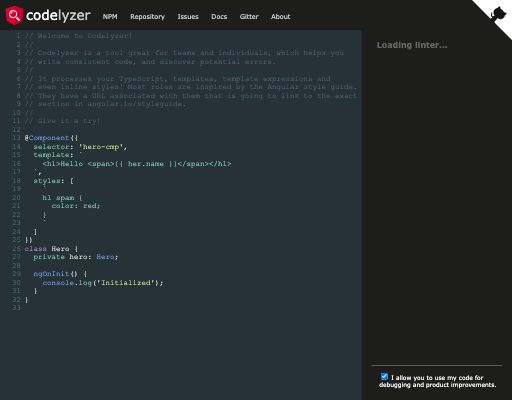 codelyzer NPM Repository Issues Docs Gitter About
1 // Welcome to Codelyzer!
2 //
3 // Codelyzer is a tool great for teams and individuals, which helps you
4 // write consistent code, and discover potential errors.
5 //
6 // It processes your TypeScript, templates, template expressions and
7 // even inline styles! Most rules are inspired by the Angular style guide.
8 // They have a URL associated with them that is going to link to the exact
9 // section in angular.io/styleguide.
10 //
11 // Give it a try!
12
13 @Component({
14 selector: 'hero-cmp',
15 template: `
16 <h1>Hello <span>{{ her.name }}</span></h1>
17 `,
18 styles: [
19 `
20 h1 spam {
21 color: red;
22 }
23 `
24 ]
25 })
26 class Hero {
27 private hero: Hero;
28
29 ngOnInit() {
30 console.log('Initialized');
31 }
32 }
33
Loading linter...
I allow you to use my code for
debugging and product improvements.